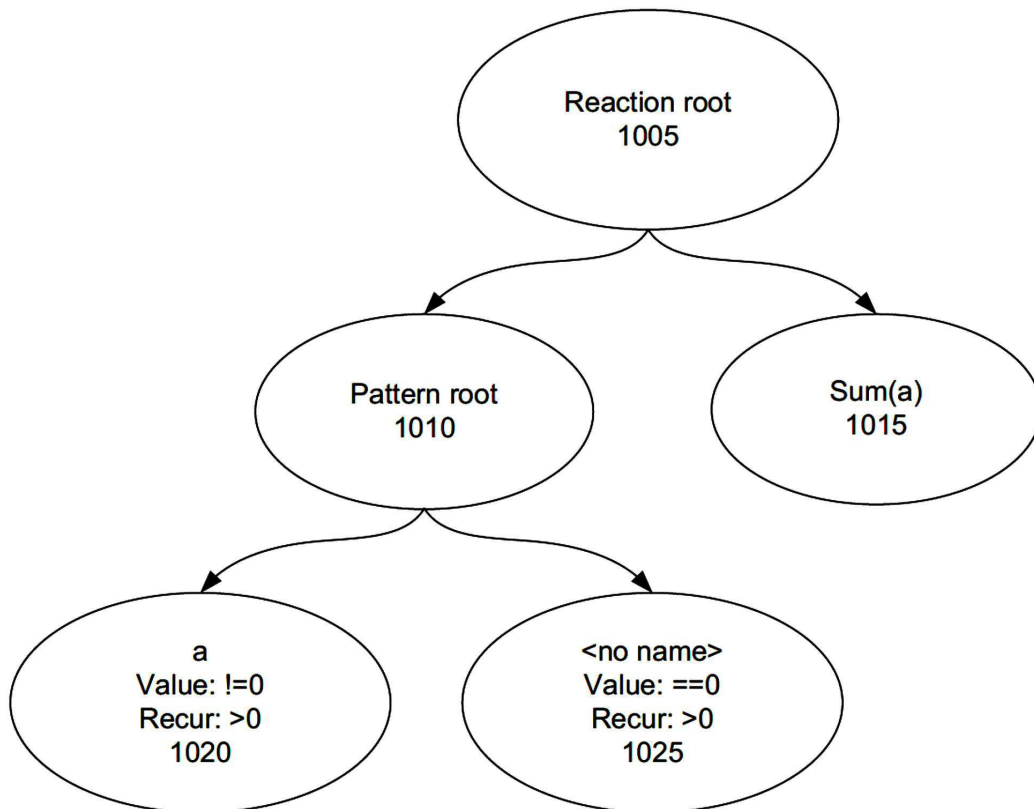 Reaction root
1005
Pattern root
1010
Sum(a)
1015
a
Value: !=0
Recur: >0
1020
<no name>
Value: ==0
Recur: >0
1025